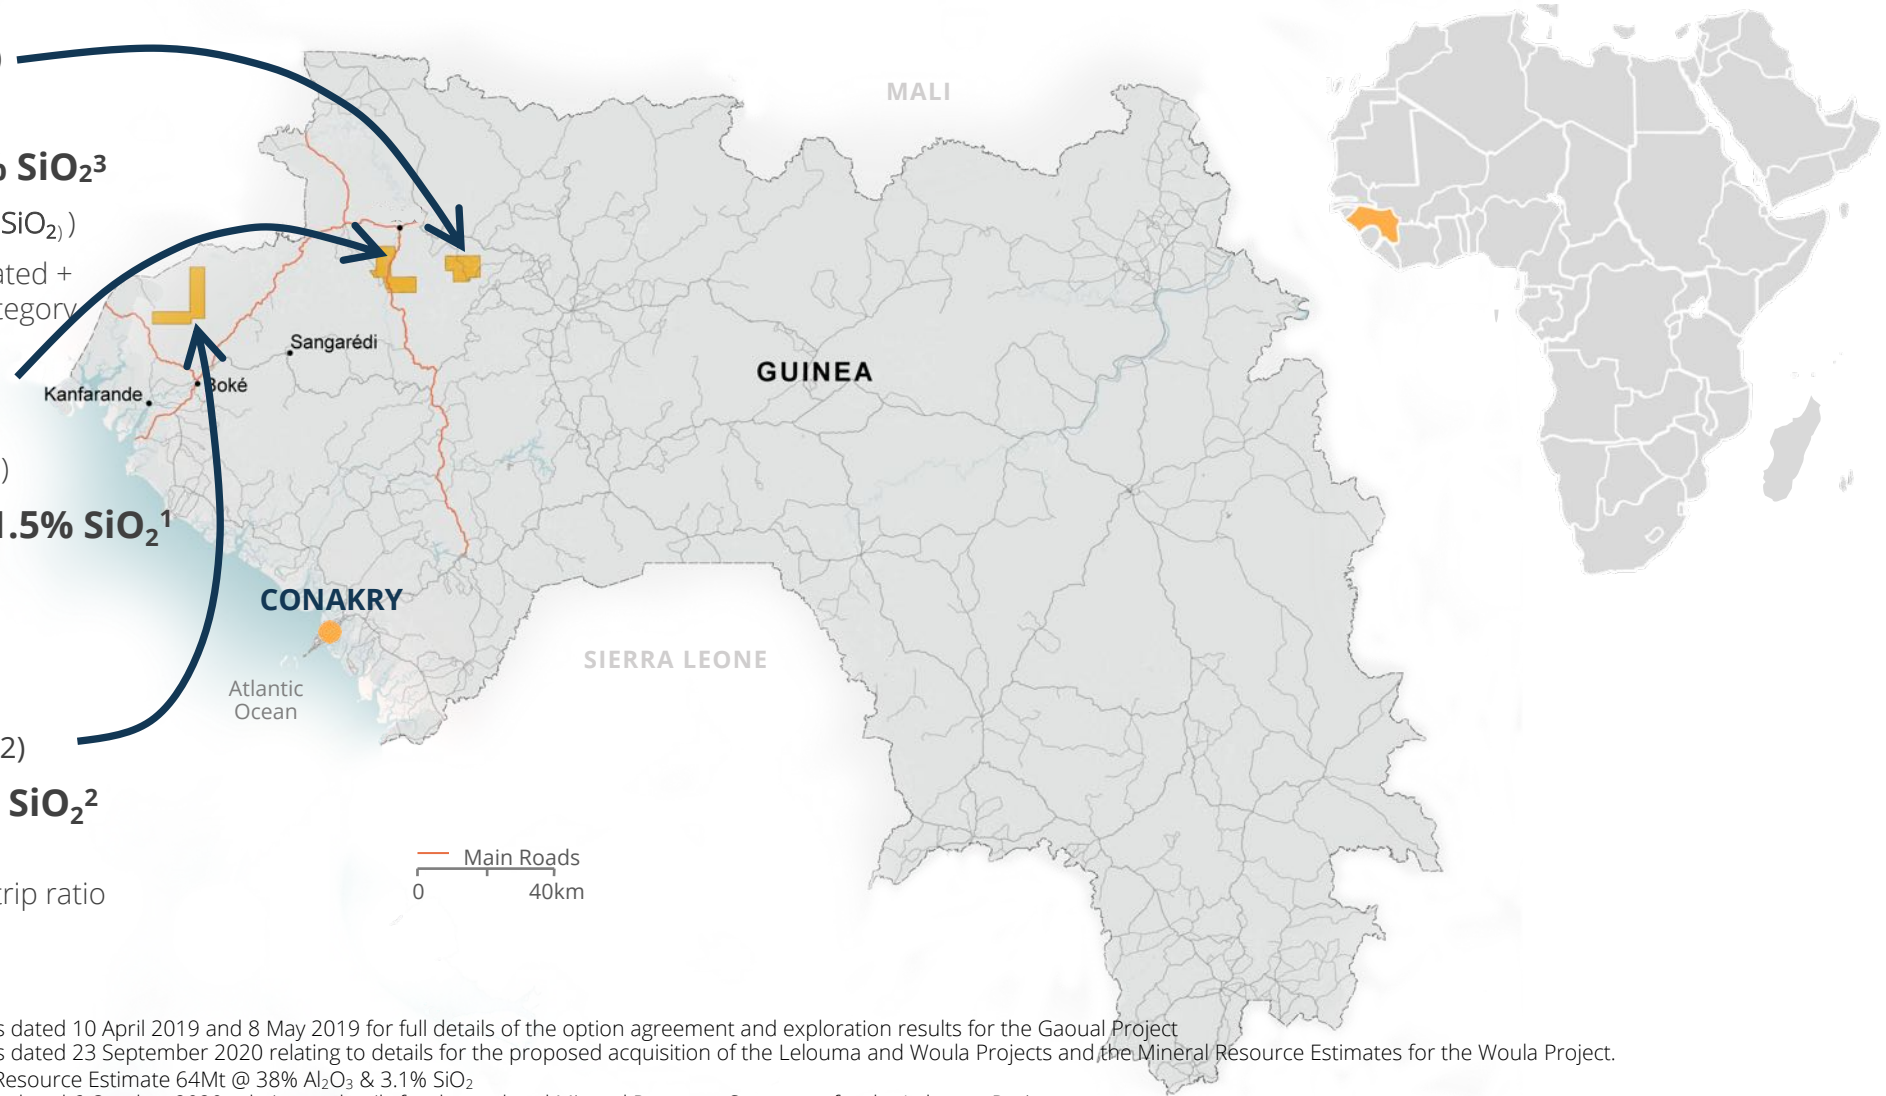 )
MALI
% SiO₂³
SiO₂₎ )
ated +
tegory
Sangarédi
GUINEA
Boké
Kanfarande
)
1.5% SiO₂¹
CONAKRY
SIERRA LEONE
Atlantic
Ocean
2)
SiO₂²
Main Roads
0 40km
trip ratio
s dated 10 April 2019 and 8 May 2019 for full details of the option agreement and exploration results for the Gaoual Project
s dated 23 September 2020 relating to details for the proposed acquisition of the Lelouma and Woula Projects and the Mineral Resource Estimates for the Woula Project.
Resource Estimate 64Mt @ 38% Al₂O₃ & 3.1% SiO₂